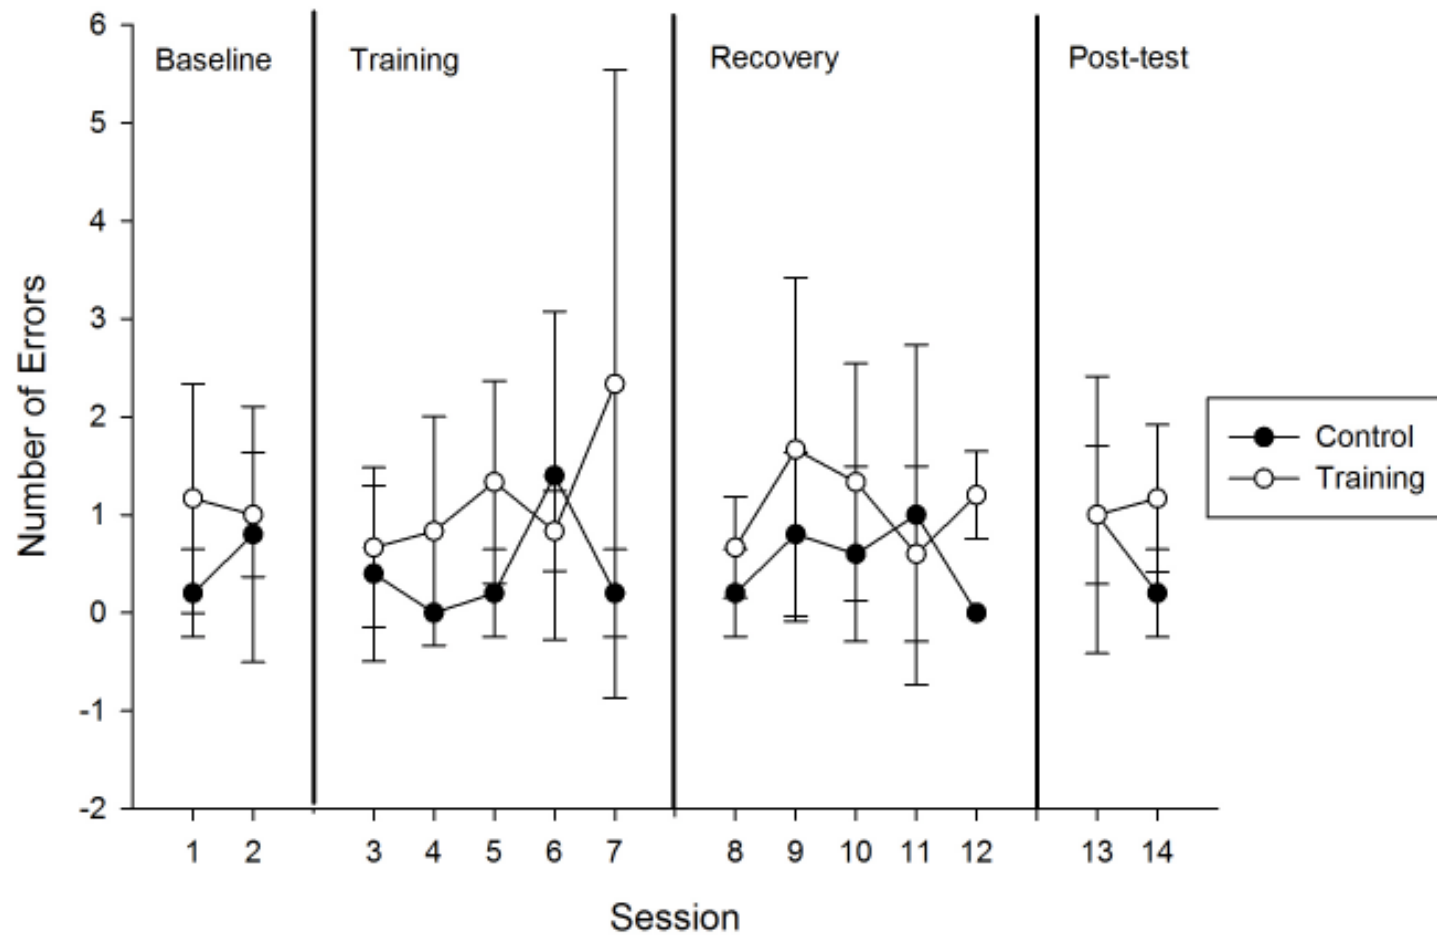 6
Baseline Training Recovery Post-test
5
4
3
2
1
0
-1
-2
Number of Errors
Control
Training
1 2 3 4 5 6 7 8 9 10 11 12 13 14
Session